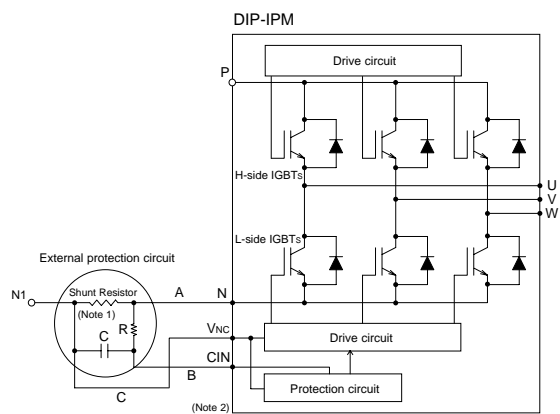 DIP-IPM
Drive circuit
P
H-side IGBTs
U
V
W
L-side IGBTs
External protection circuit
Shunt Resistor
A
N
N1
(Note 1)
R
VNC
Drive circuit
C
CIN
B
C
Protection circuit
(Note 2)